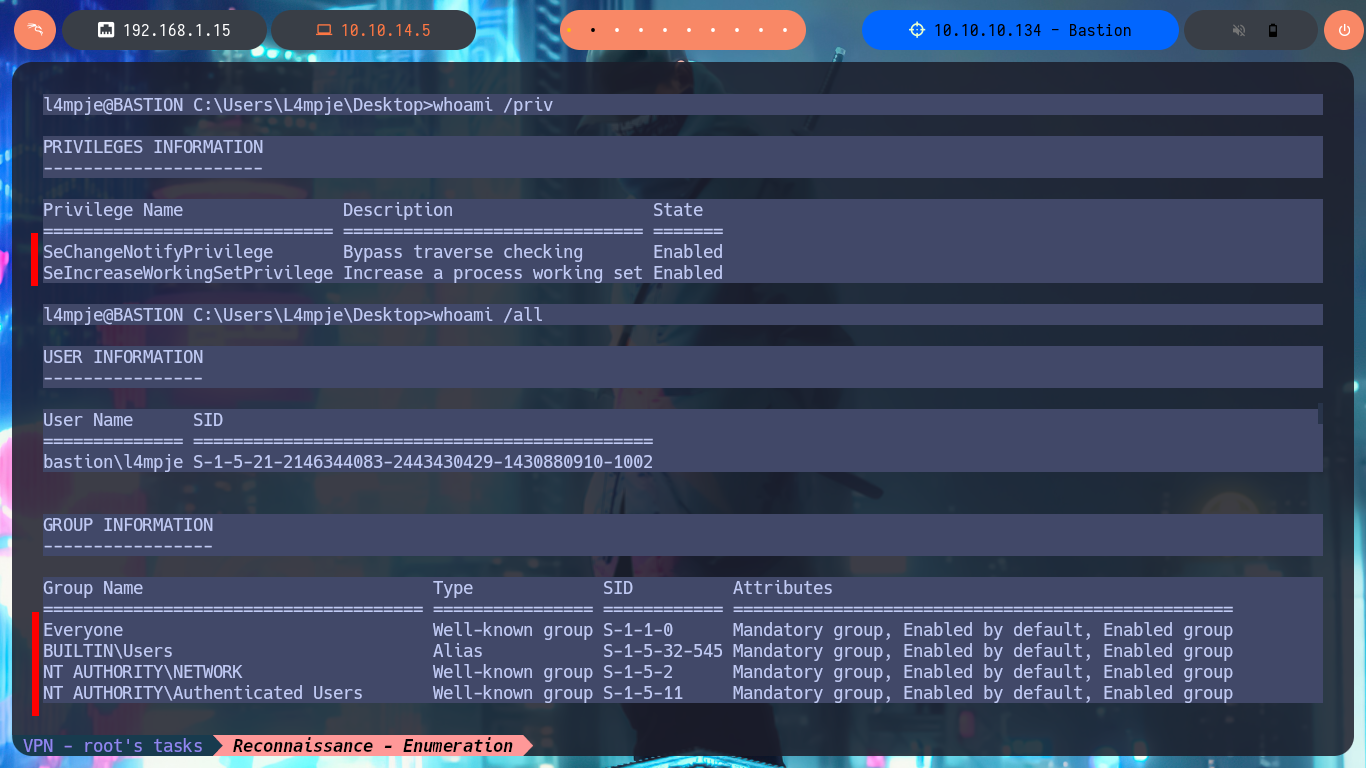 192.168.1.15 10.10.14.5 10.10.10.134 - Bastion
l4mpje@BASTION C:\Users\L4mpje\Desktop>whoami /priv
PRIVILEGES INFORMATION
----------------------
Privilege Name                Description                    State
============================= ============================== =======
SeChangeNotifyPrivilege       Bypass traverse checking       Enabled
SeIncreaseWorkingSetPrivilege Increase a process working set Enabled
l4mpje@BASTION C:\Users\L4mpje\Desktop>whoami /all
USER INFORMATION
----------------
User Name      SID
============== ==============================================
bastion\l4mpje S-1-5-21-2146344083-2443430429-1430880910-1002
GROUP INFORMATION
-----------------
Group Name                             Type             SID          Attributes
====================================== ================ ============ ==================================================
Everyone                               Well-known group S-1-1-0      Mandatory group, Enabled by default, Enabled group
BUILTIN\Users                          Alias            S-1-5-32-545 Mandatory group, Enabled by default, Enabled group
NT AUTHORITY\NETWORK                   Well-known group S-1-5-2      Mandatory group, Enabled by default, Enabled group
NT AUTHORITY\Authenticated Users       Well-known group S-1-5-11     Mandatory group, Enabled by default, Enabled group
VPN - root's tasks Reconnaissance - Enumeration